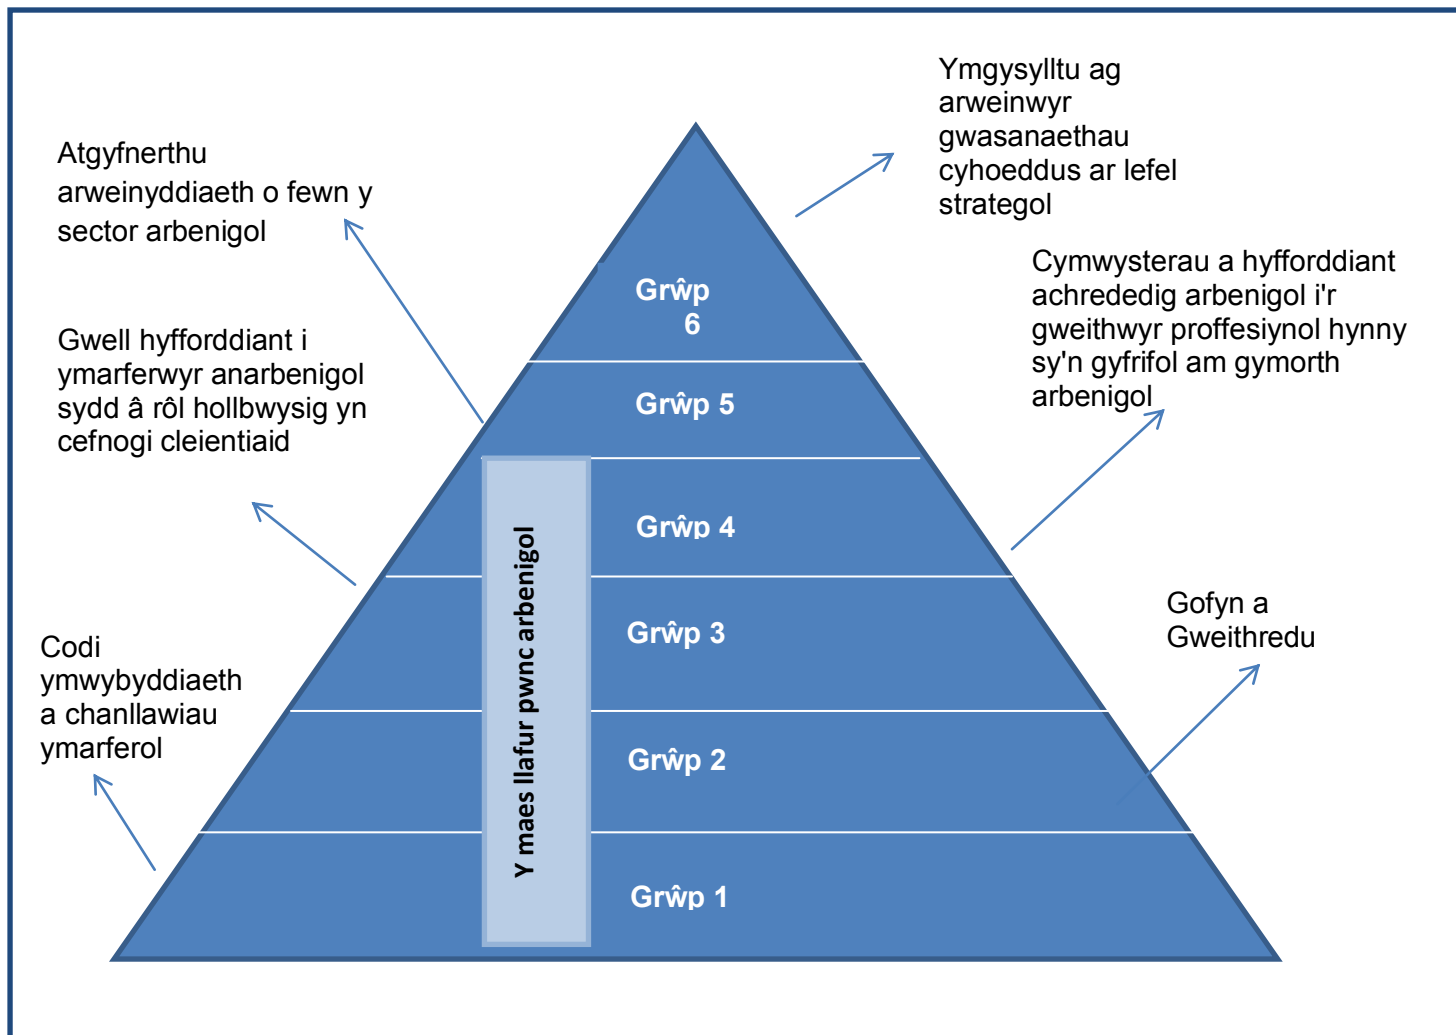 Ymgysylltu ag
arweinwyr
gwasanaethau
cyhoeddus ar lefel
strategol
Atgyfnerthu
arweinyddiaeth o fewn y
sector arbenigol
Cymwysterau a hyfforddiant
achrededig arbenigol i'r
gweithwyr proffesiynol hynny
sy'n gyfrifol am gymorth
arbenigol
Gwell hyfforddiant i
ymarferwyr anarbenigol
sydd â rôl hollbwysig yn
cefnogi cleientiaid
Gofyn a
Gweithredu
Codi
ymwybyddiaeth
a chanllawiau
ymarferol
Grŵp
6
Grŵp 5
Grŵp 4
Grŵp 3
Grŵp 2
Grŵp 1
Y maes llafur pwnc arbenigol